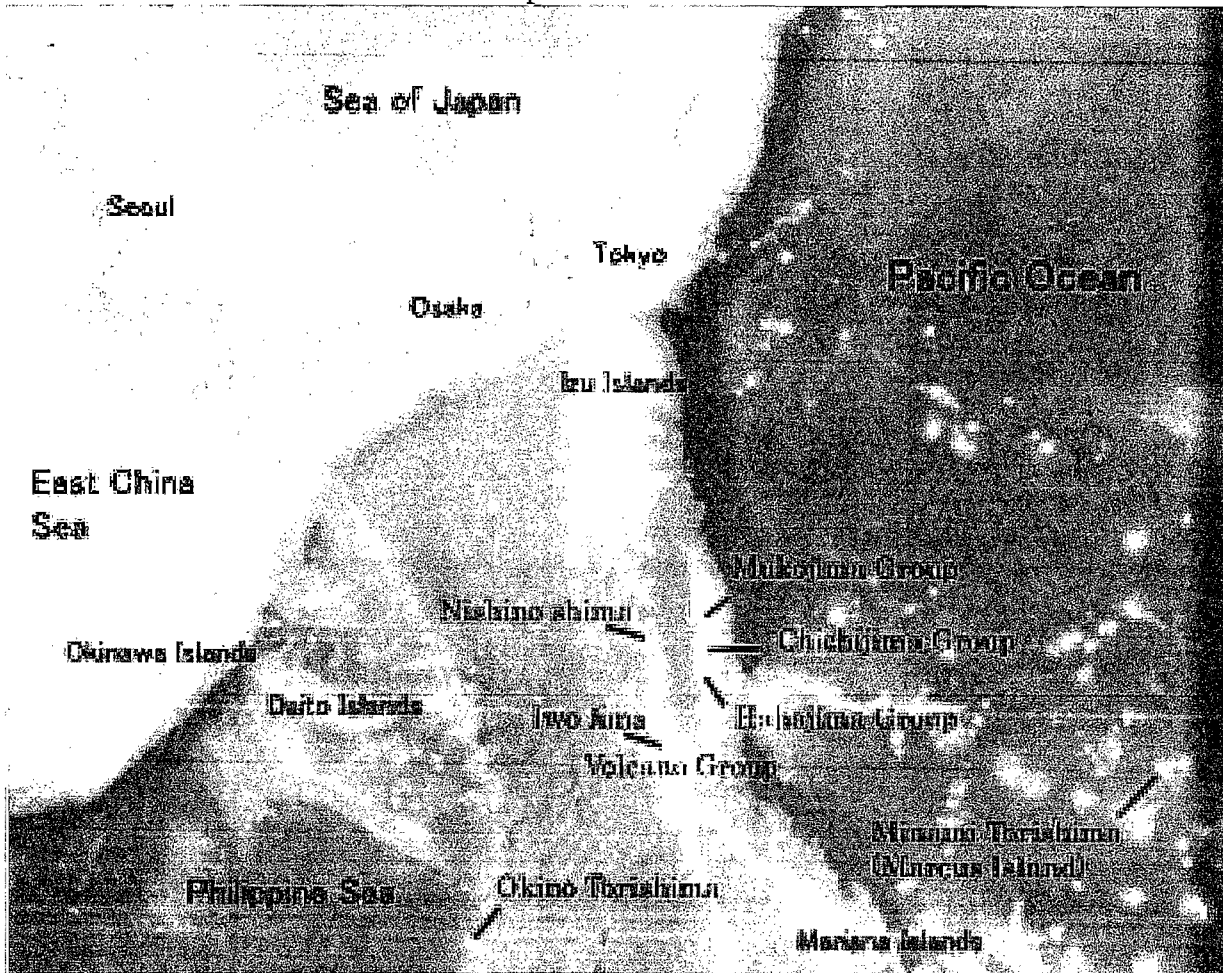 Sea of Japan
Seoul
Tokyo
Pacific Ocean
Osaka
Izu Islands
East China
Sea
Mukojima Group
Nishino shima
Chichijima Group
Okinawa Islands
Daito Islands
Iwo Jima
Hahajima Group
Volcano Group
Minami Torishima
(Marcus Island)
Philippine Sea
Okino Torishima
Mariana Islands